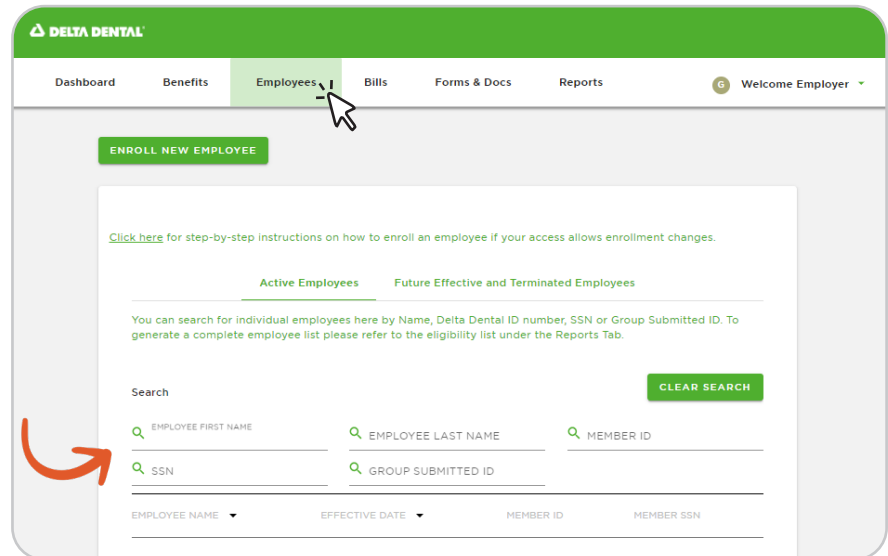 DELTA DENTAL
Dashboard Benefits Employees Bills Forms & Docs Reports G Welcome Employer
ENROLL NEW EMPLOYEE
Click here for step-by-step instructions on how to enroll an employee if your access allows enrollment changes.
Active Employees Future Effective and Terminated Employees
You can search for individual employees here by Name, Delta Dental ID number, SSN or Group Submitted ID. To
generate a complete employee list please refer to the eligibility list under the Reports Tab.
Search CLEAR SEARCH
EMPLOYEE FIRST NAME EMPLOYEE LAST NAME MEMBER ID
SSN GROUP SUBMITTED ID
EMPLOYEE NAME EFFECTIVE DATE MEMBER ID MEMBER SSN